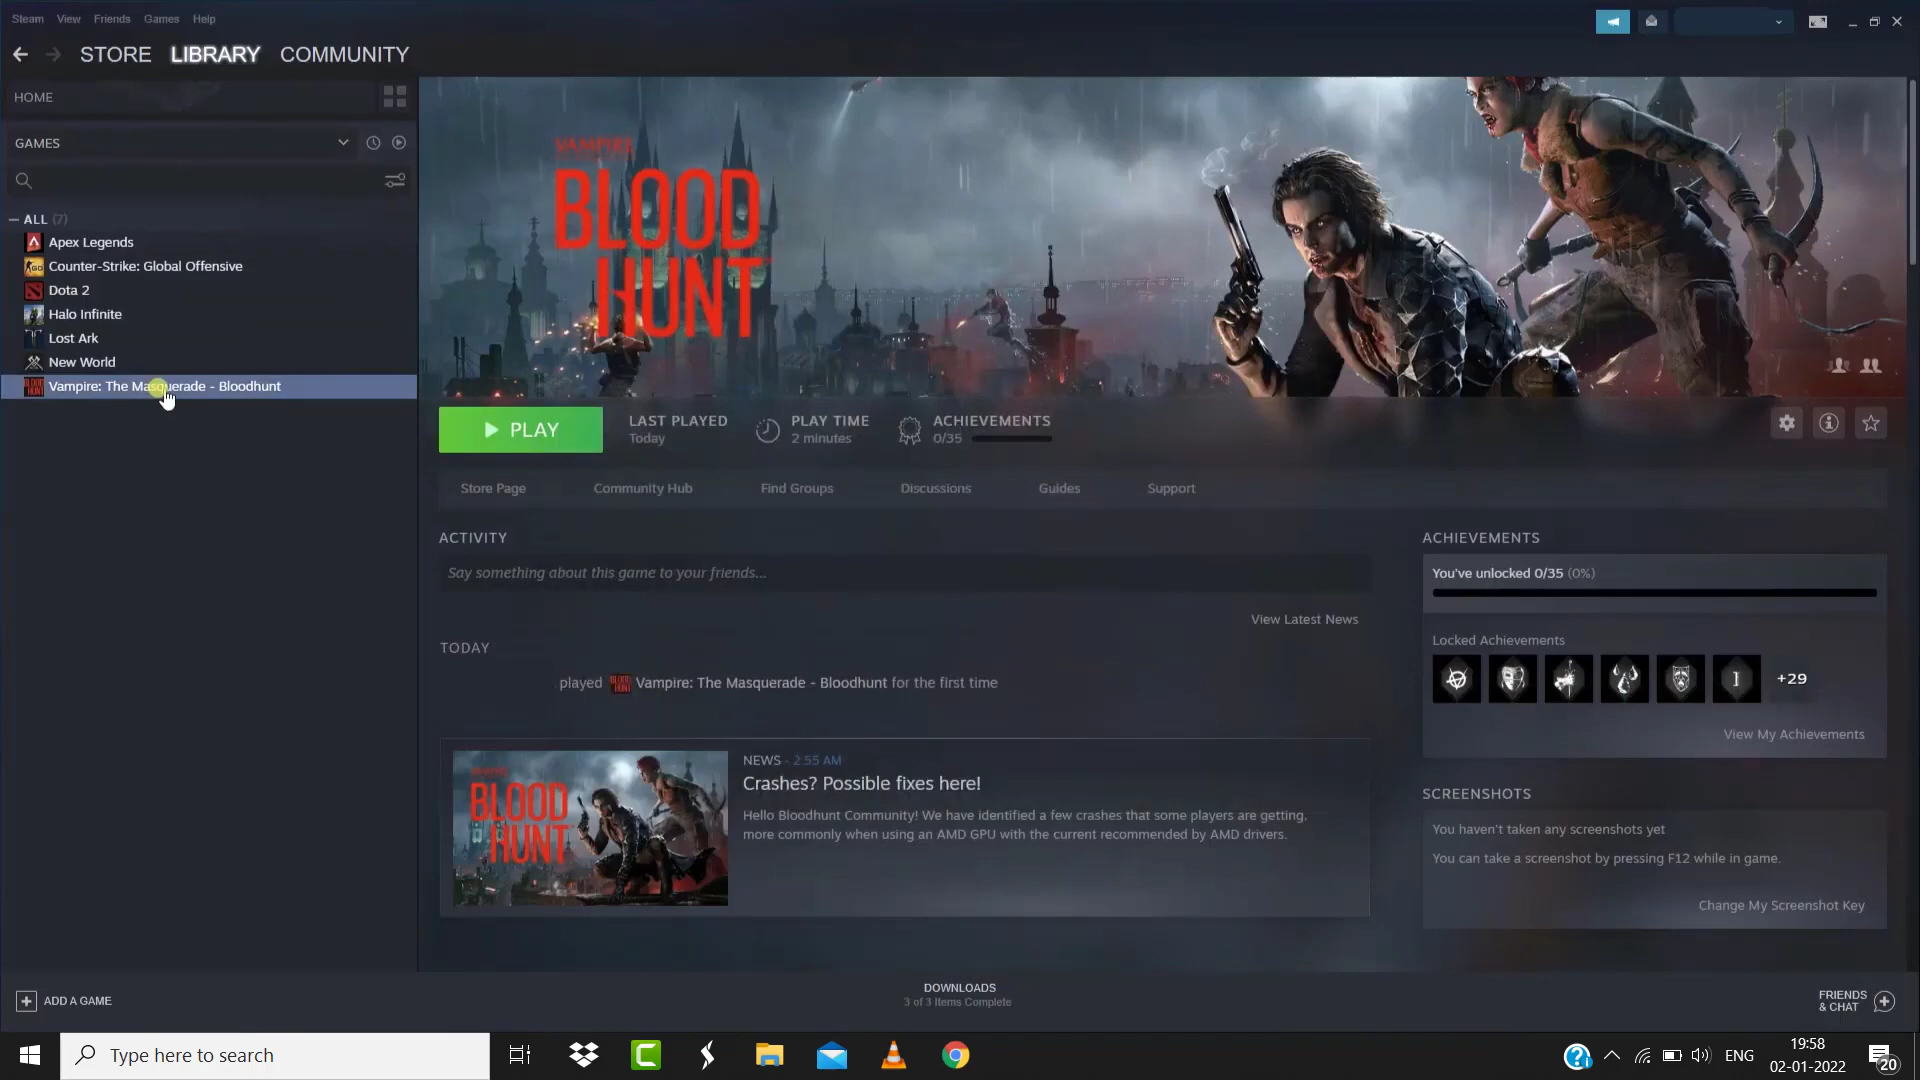 Steam View Friends Games Help
STORE LIBRARY COMMUNITY
HOME
GAMES
ALL (7)
Apex Legends
Counter-Strike: Global Offensive
Dota 2
Halo Infinite
Lost Ark
New World
Vampire: The Masquerade - Bloodhunt
VAMPIRE
BLOOD
HUNT
PLAY
LAST PLAYED
Today
PLAY TIME
2 minutes
ACHIEVEMENTS
0/35
Store Page Community Hub Find Groups Discussions Guides Support
ACTIVITY
Say something about this game to your friends...
View Latest News
TODAY
played Vampire: The Masquerade - Bloodhunt for the first time
BLOOD
HUNT
NEWS - 2:55 AM
Crashes? Possible fixes here!
Hello Bloodhunt Community! We have identified a few crashes that some players are getting,
more commonly when using an AMD GPU with the current recommended by AMD drivers.
ACHIEVEMENTS
You've unlocked 0/35 (0%)
Locked Achievements
+29
View My Achievements
SCREENSHOTS
You haven't taken any screenshots yet
You can take a screenshot by pressing F12 while in game.
Change My Screenshot Key
ADD A GAME
DOWNLOADS
3 of 3 Items Complete
FRIENDS
& CHAT
Type here to search
ENG
19:58
02-01-2022
20